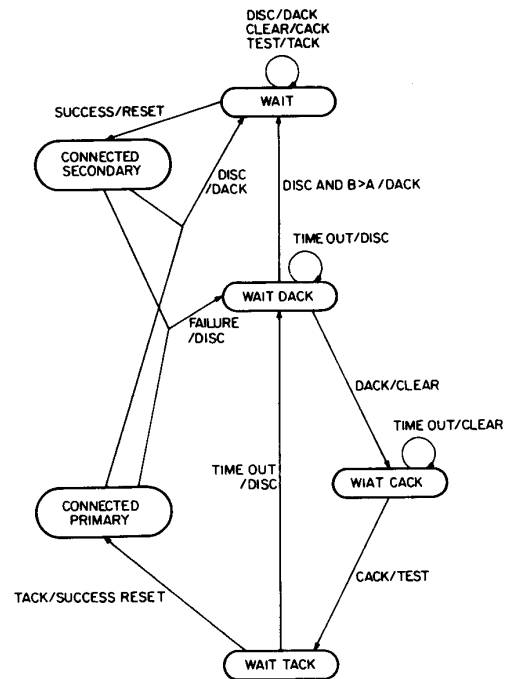 DISC/DACK
CLEAR/CACK
TEST/TACK
WAIT
SUCCESS/RESET
CONNECTED
SECONDARY
DISC
/DACK
DISC AND B>A/DACK
TIME OUT/DISC
WAIT DACK
FAILURE
/DISC
DACK/CLEAR
TIME OUT/CLEAR
WIAT CACK
TIME OUT
/DISC
CONNECTED
PRIMARY
CACK/TEST
TACK/SUCCESS RESET
WAIT TACK